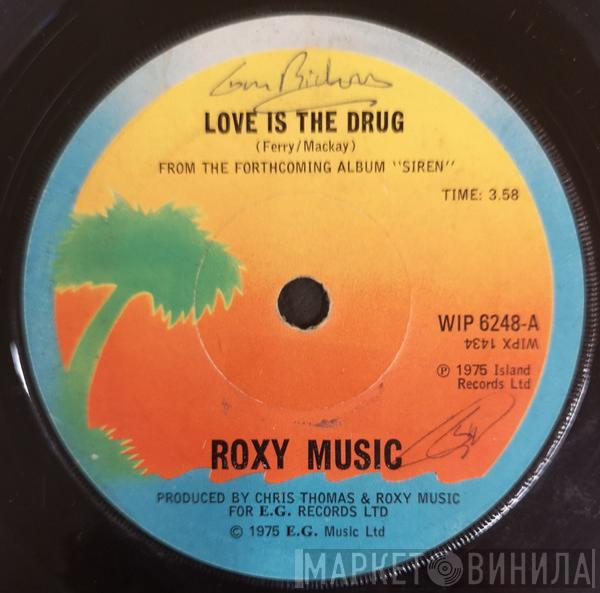 LOVE IS THE DRUG
(Ferry/Mackay)
FROM THE FORTHCOMING ALBUM "SIREN"
TIME: 3.58
WIP 6248-A
WIPX 1434
℗ 1975 Island
Records Ltd
ROXY MUSIC
PRODUCED BY CHRIS THOMAS & ROXY MUSIC
FOR E.G. RECORDS LTD
© 1975 E.G. Music Ltd
МАРКЕТ ВИНИЛА